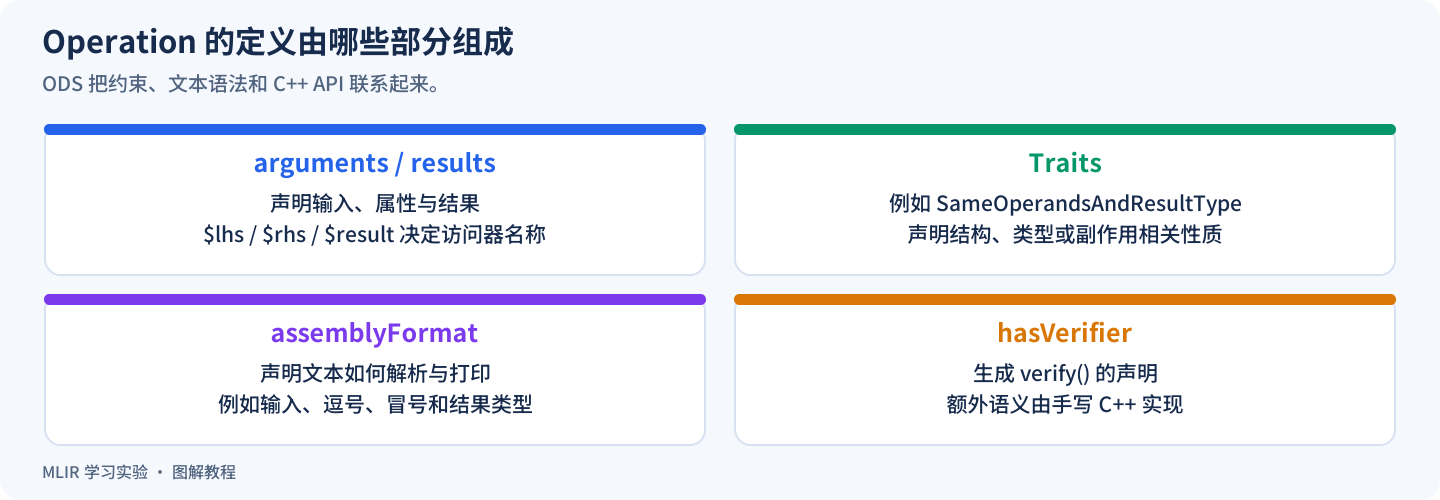 Operation 的定义由哪些部分组成
ODS 把约束、文本语法和 C++ API 联系起来。
arguments / results
声明输入、属性与结果
$lhs / $rhs / $result 决定访问器名称
Traits
例如 SameOperandsAndResultType
声明结构、类型或副作用相关性质
assemblyFormat
声明文本如何解析与打印
例如输入、逗号、冒号和结果类型
hasVerifier
生成 verify() 的声明
额外语义由手写 C++ 实现
MLIR 学习实验 · 图解教程